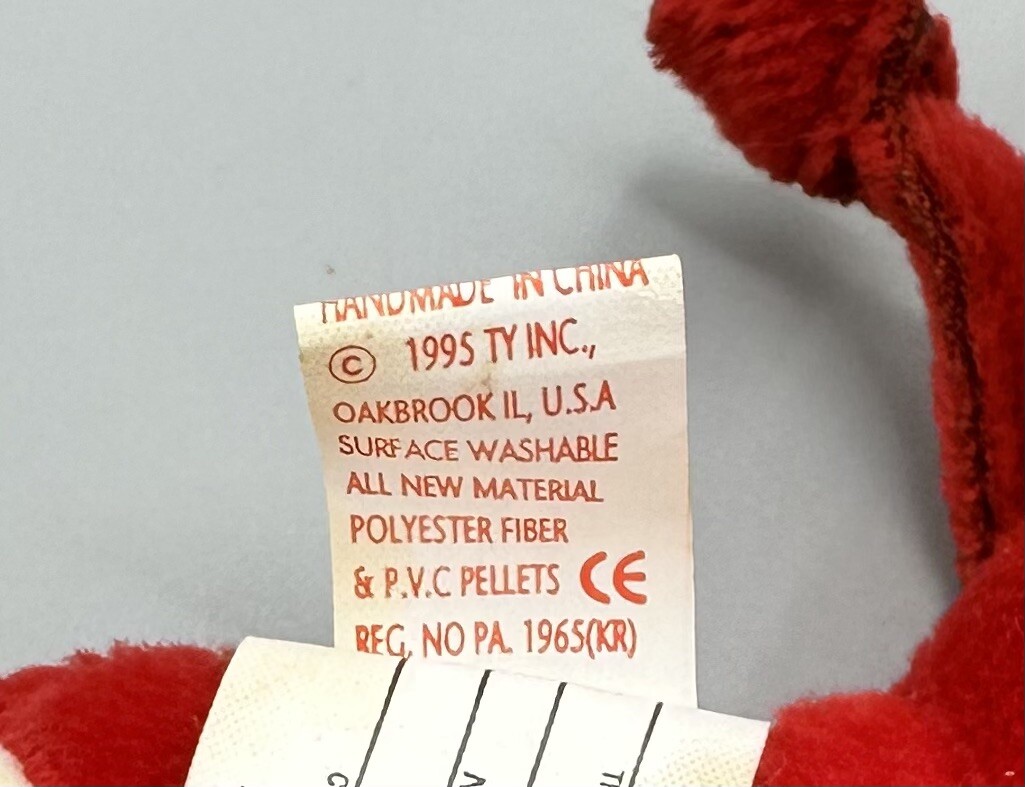 HANDMADE IN CHINA
© 1995 TY INC.,
OAKBROOK IL, U.S.A
SURFACE WASHABLE
ALL NEW MATERIAL
POLYESTER FIBER
& P.V.C PELLETS CE
REG. NO PA. 1965(KR)